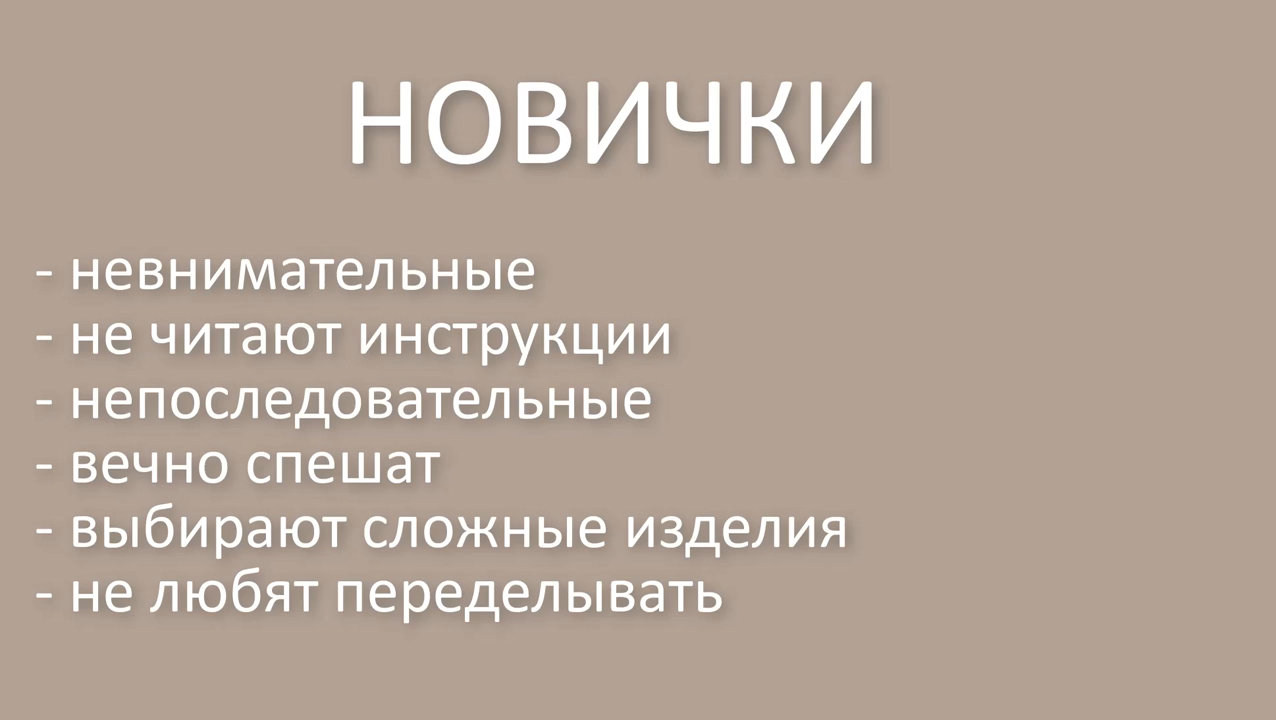 НОВИЧКИ
- невнимательные
- не читают инструкции
- непоследовательные
- вечно спешат
- выбирают сложные изделия
- не любят переделывать